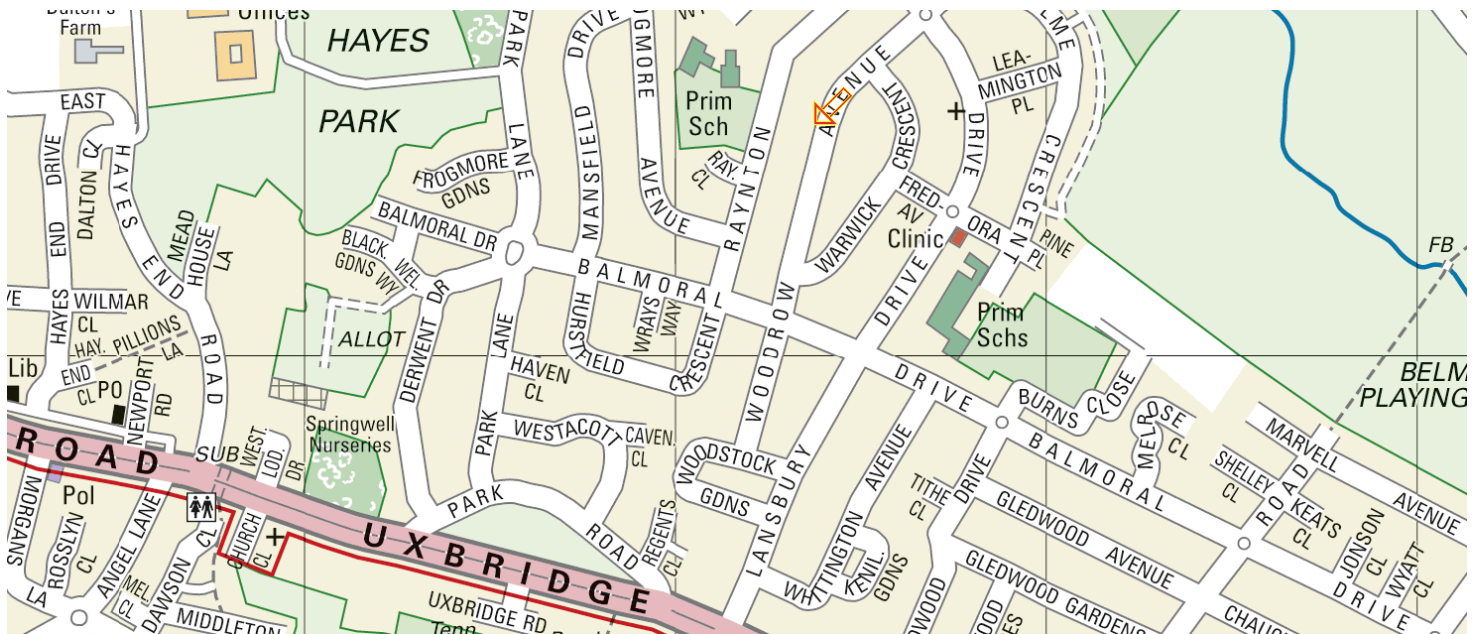 Dalton's
Farm
Offices
HAYES
PARK
PARK LANE
DRIVE
MANSFIELD
OGMORE
AVENUE
Prim
Sch
RAY.
CL
RAYNTON
AVENUE
CRESCENT
WARWICK
DRIVE
LEA-
MINGTON
PL
CRESCENT
EAST
DRIVE
END
HAYES
DALTON CL
HAYES END ROAD
MEAD
HOUSE
LA
FROGMORE
GDNS
BALMORAL DR
BLACK.
GDNS
WEL.
WY
DERWENT DR
ALLOT
BALMORAL
DRIVE
HURSTFIELD
CRESCENT
WRAYS
WAY
WOODROW
FRED-
ORA
AV
Clinic
DRIVE
PINE
PL
Prim
Schs
FB
WILMAR
CL
HAY.
END
CL
PILLIONS
LA
Lib
PO
NEWPORT
RD
PARK LANE
HAVEN
CL
WESTACOTT
CAVEN.
CL
Springwell
Nurseries
WEST.
LOD.
DR
SUB
ROAD
UXBRIDGE
PARK
ROAD
REGENTS
CL
WOODSTOCK
GDNS
LANSBURY
WHITTINGTON
AVENUE
KENIL.
GDNS
TITHE
CL
DRIVE
BURNS
CLOSE
MELROSE
CL
BALMORAL
DRIVE
GLEDWOOD
AVENUE
GLEDWOOD GARDENS
SHELLEY
CL
ROAD
KEATS
CL
JONSON
CL
WYATT
CL
MARVELL
AVENUE
BELM
PLAYING
Pol
MORGANS
LA
ROSSLYN
CL
ANGEL LANE
MEL.
CL
DAWSON
CL
CHURCH
CL
MIDDLETON
UXBRIDGE RD
Tenn